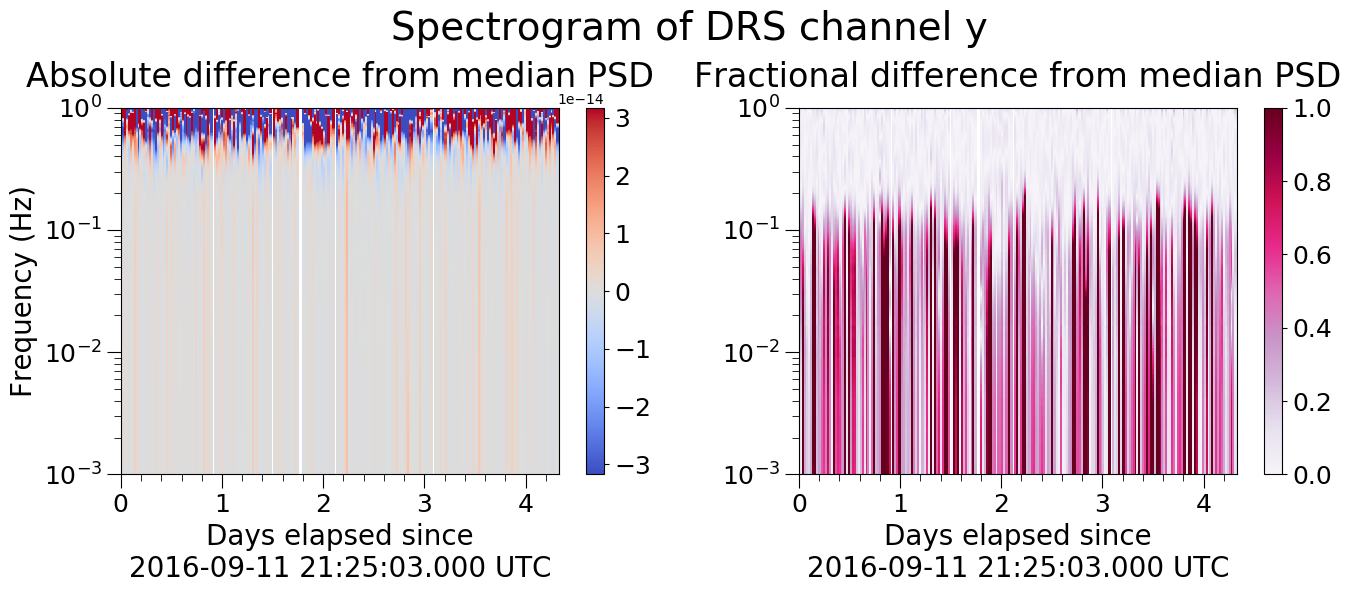 Spectrogram of DRS channel y
Absolute difference from median PSD
Fractional difference from median PSD
1e−14
Frequency (Hz)
10⁰
10⁻¹
10⁻²
10⁻³
0 1 2 3 4
Days elapsed since
2016-09-11 21:25:03.000 UTC
3
2
1
0
−1
−2
−3
10⁰
10⁻¹
10⁻²
10⁻³
0 1 2 3 4
Days elapsed since
2016-09-11 21:25:03.000 UTC
1.0
0.8
0.6
0.4
0.2
0.0